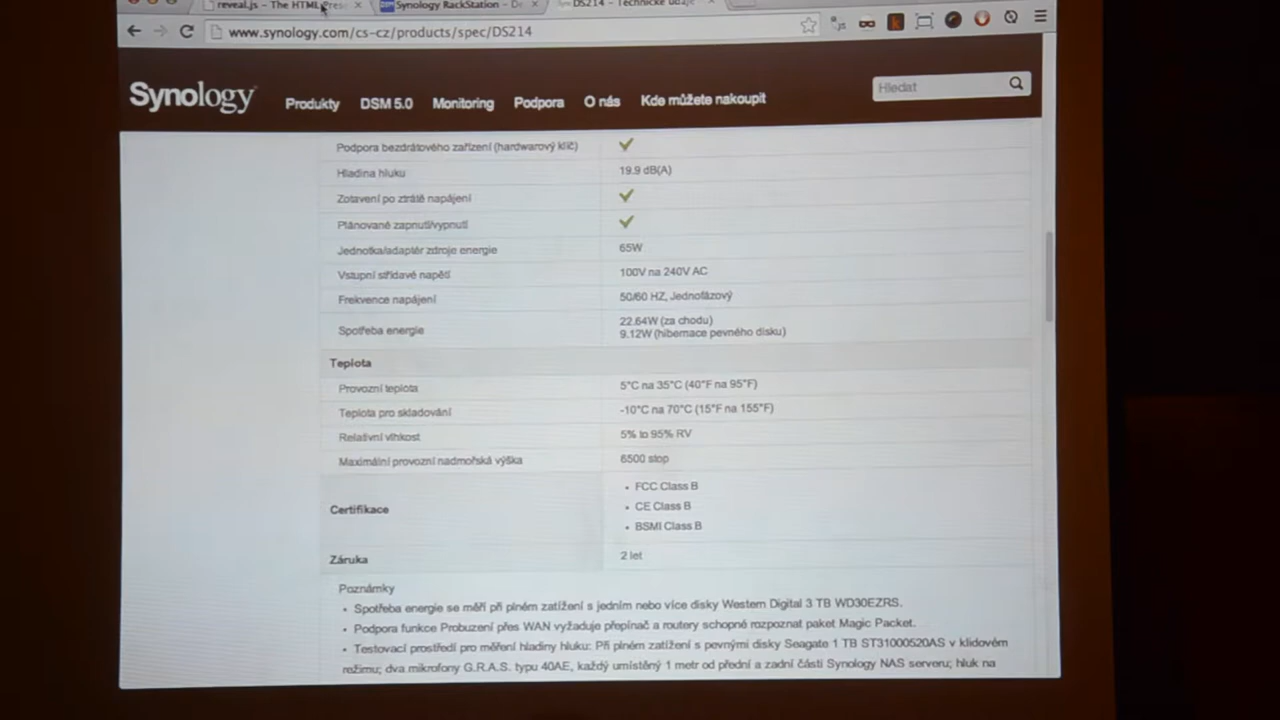 reveal.js - The HTML Pres
Synology RackStation - De
DS214 - Technické údaje
www.synology.com/cs-cz/products/spec/DS214
Synology
Produkty
DSM 5.0
Monitoring
Podpora
O nás
Kde můžete nakoupit
Hledat
Podpora bezdrátového zařízení (hardwarový klíč)
Hladina hluku
19.9 dB(A)
Zotavení po ztrátě napájení
Plánované zapnutí/vypnutí
Jednotka/adaptér zdroje energie
65W
Vstupní střídavé napětí
100V na 240V AC
Frekvence napájení
50/60 HZ, Jednofázový
Spotřeba energie
22.64W (za chodu)
9.12W (hibernace pevného disku)
Teplota
Provozní teplota
5°C na 35°C (40°F na 95°F)
Teplota pro skladování
-10°C na 70°C (15°F na 155°F)
Relativní vlhkost
5% to 95% RV
Maximální provozní nadmořská výška
6500 stop
Certifikace
• FCC Class B
• CE Class B
• BSMI Class B
Záruka
2 let
Poznámky
• Spotřeba energie se měří při plném zatížení s jedním nebo více disky Western Digital 3 TB WD30EZRS.
• Podpora funkce Probuzení přes WAN vyžaduje přepínač a routery schopné rozpoznat paket Magic Packet.
• Testovací prostředí pro měření hladiny hluku: Při plném zatížení s pevnými disky Seagate 1 TB ST31000520AS v klidovém
režimu; dva mikrofony G.R.A.S. typu 40AE, každý umístěný 1 metr od přední a zadní části Synology NAS serveru; hluk na